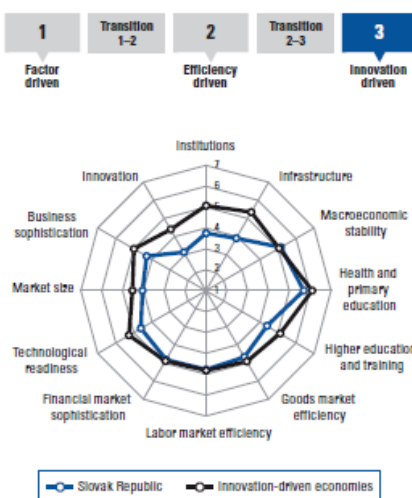 1
Transition
1–2
2
Transition
2–3
3
Factor
driven
Efficiency
driven
Innovation
driven
Institutions
7
Innovation
Infrastructure
6
Business
sophistication
5
Macroeconomic
stability
4
3
2
Market size
1
Health and
primary
education
Technological
readiness
Higher education
and training
Financial market
sophistication
Goods market
efficiency
Labor market efficiency
Slovak Republic
Innovation-driven economies